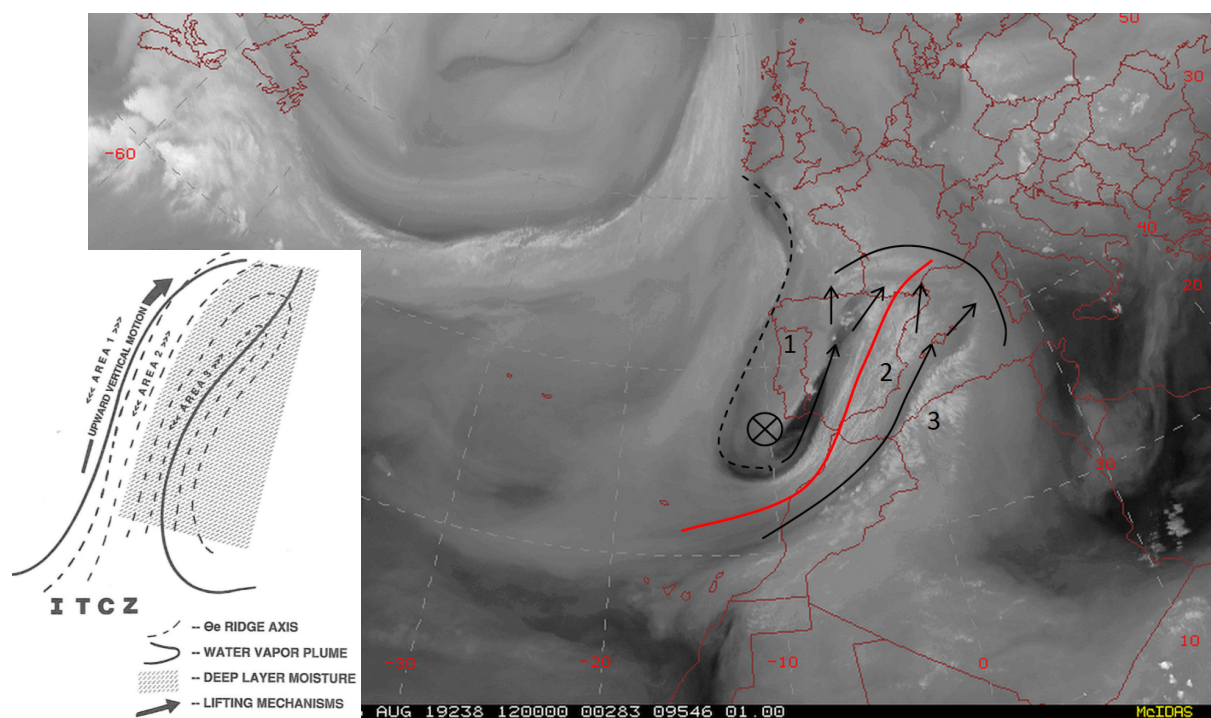 50
30
-60
40
20
1
2
3
30
-30
-20
-10
0
10
<<< AREA 1 >>>
UPWARD VERTICAL MOTION
<<< AREA 2 >>>
<<< AREA 3 >>>
ITCZ
-- Θe RIDGE AXIS
-- WATER VAPOR PLUME
-- DEEP LAYER MOISTURE
-- LIFTING MECHANISMS
AUG 19238 120000 00283 09546 01.00
McIDAS